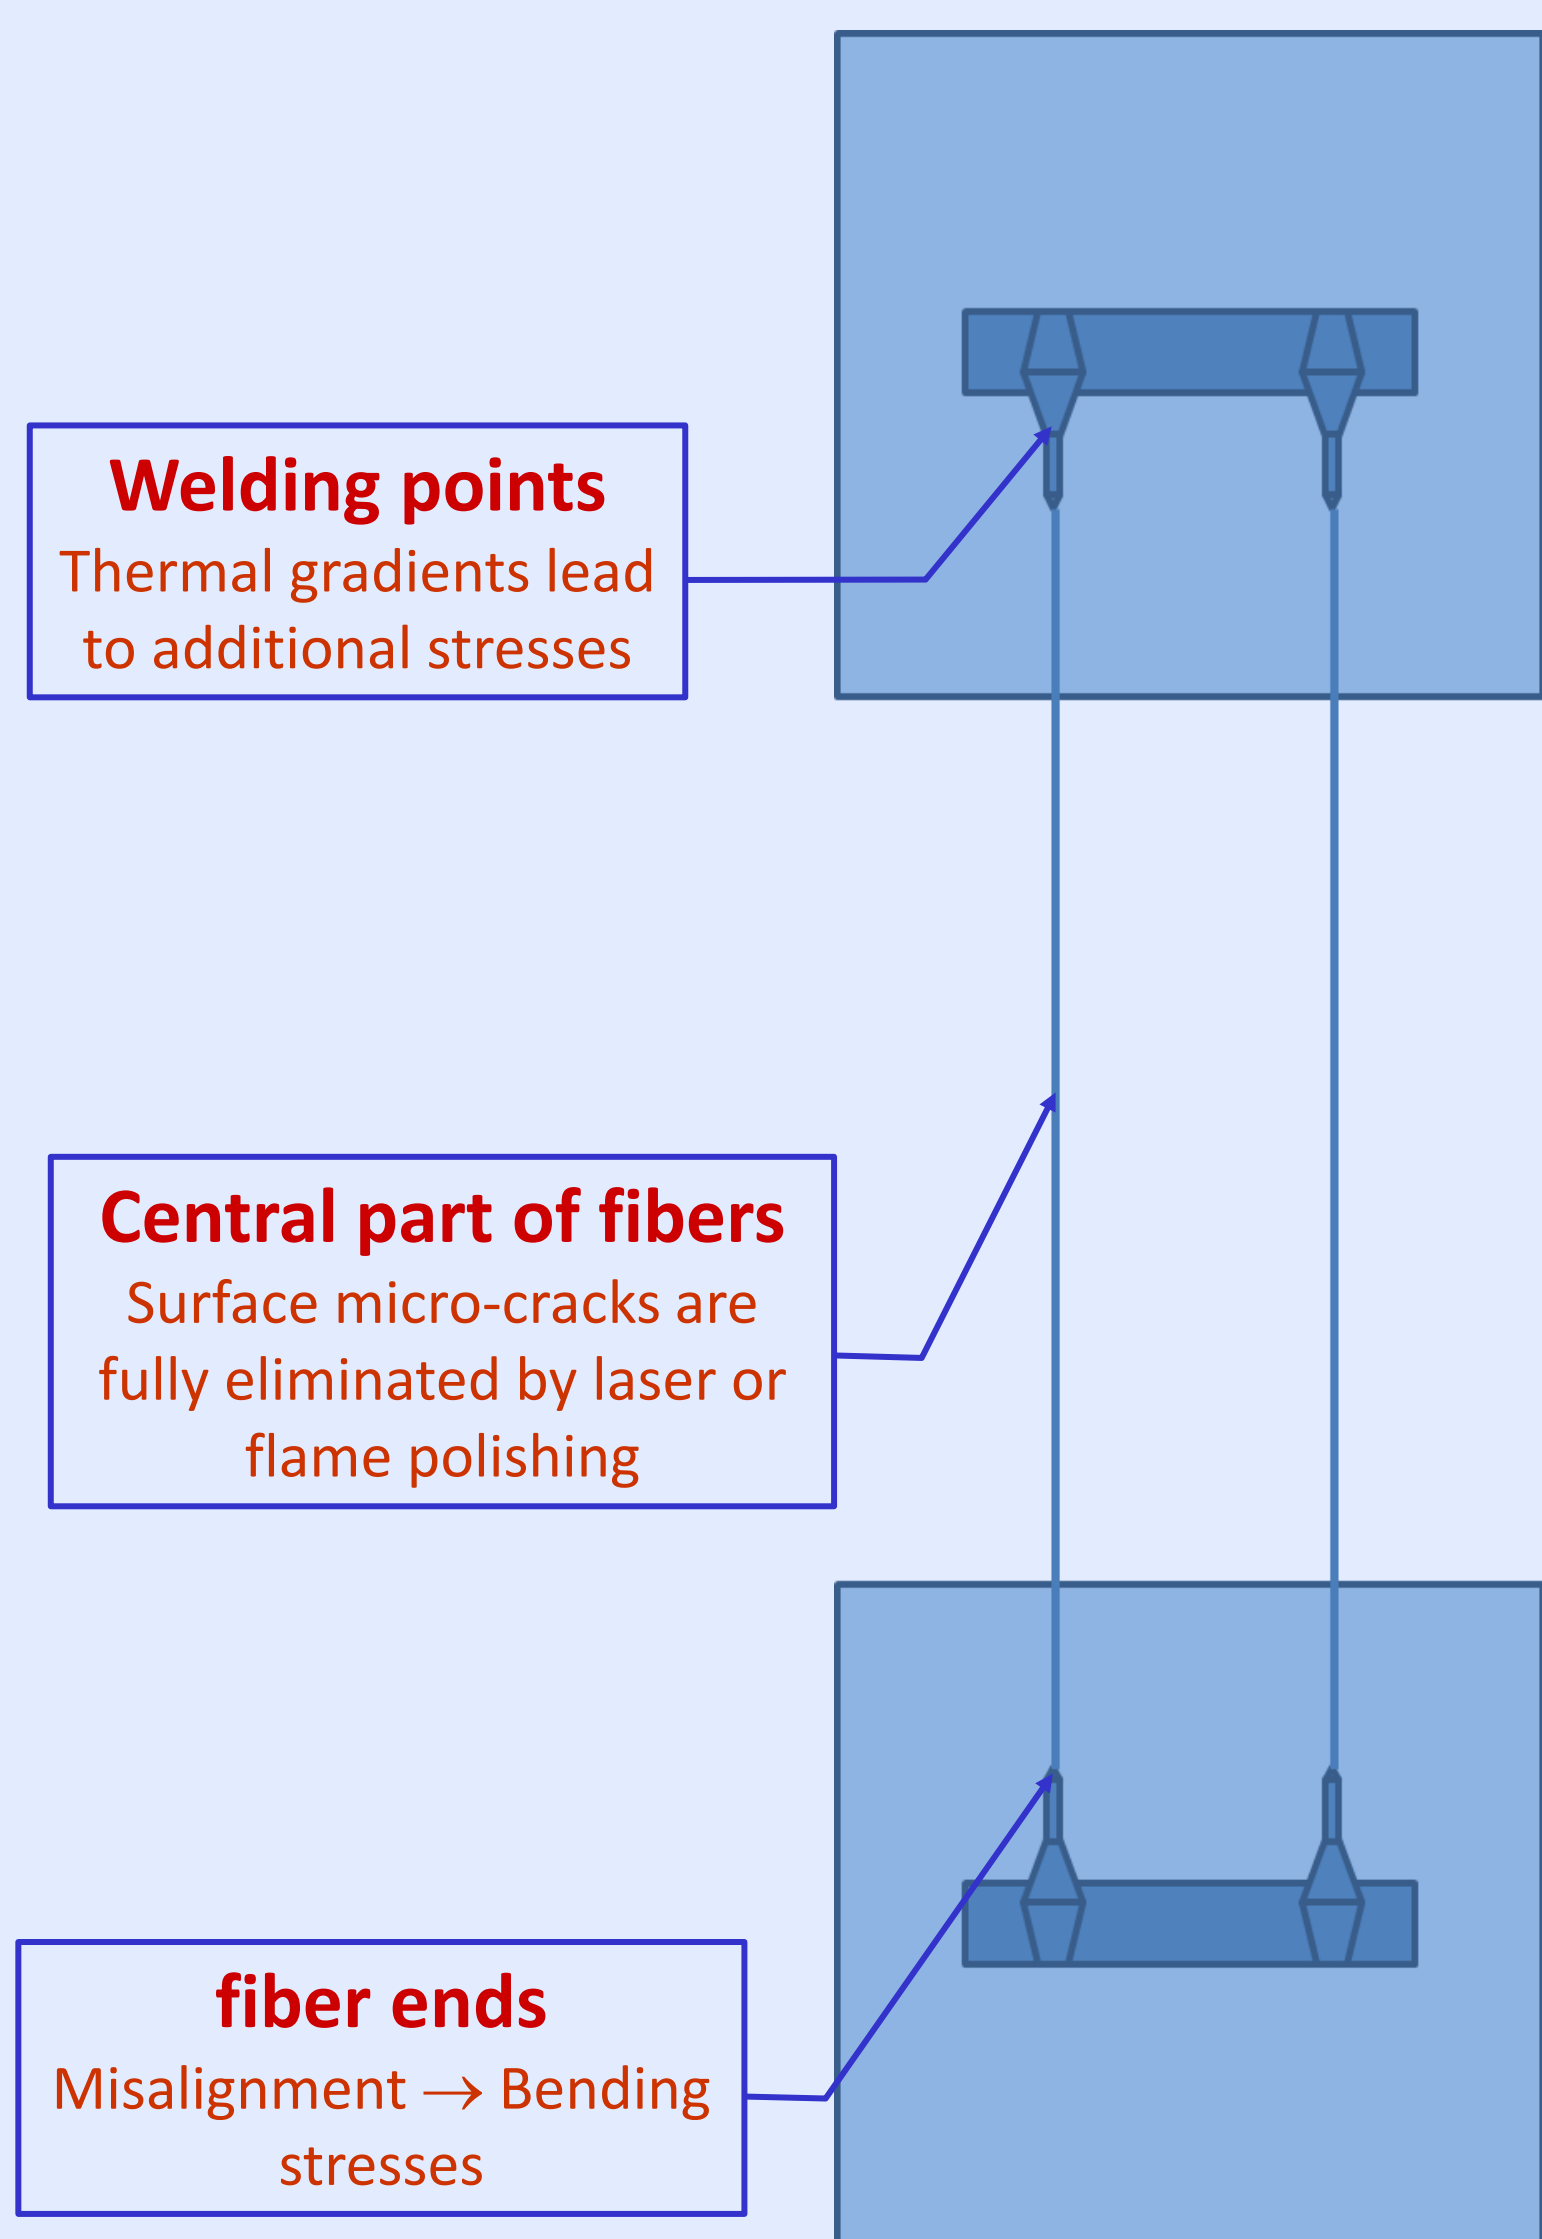 Welding points
Thermal gradients lead
to additional stresses
Central part of fibers
Surface micro-cracks are
fully eliminated by laser or
flame polishing
fiber ends
Misalignment → Bending
stresses